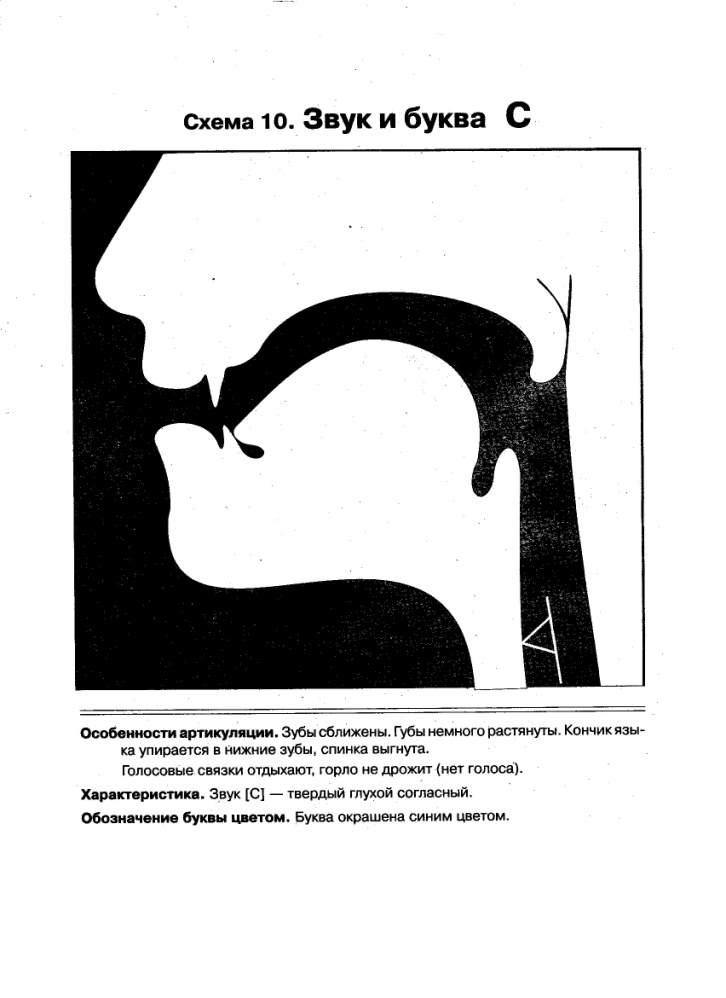 Схема 10. Звук и буква С
Особенности артикуляции. Зубы сближены. Губы немного растянуты. Кончик язы-
ка упирается в нижние зубы, спинка выгнута.
Голосовые связки отдыхают, горло не дрожит (нет голоса).
Характеристика. Звук [С] — твердый глухой согласный.
Обозначение буквы цветом. Буква окрашена синим цветом.